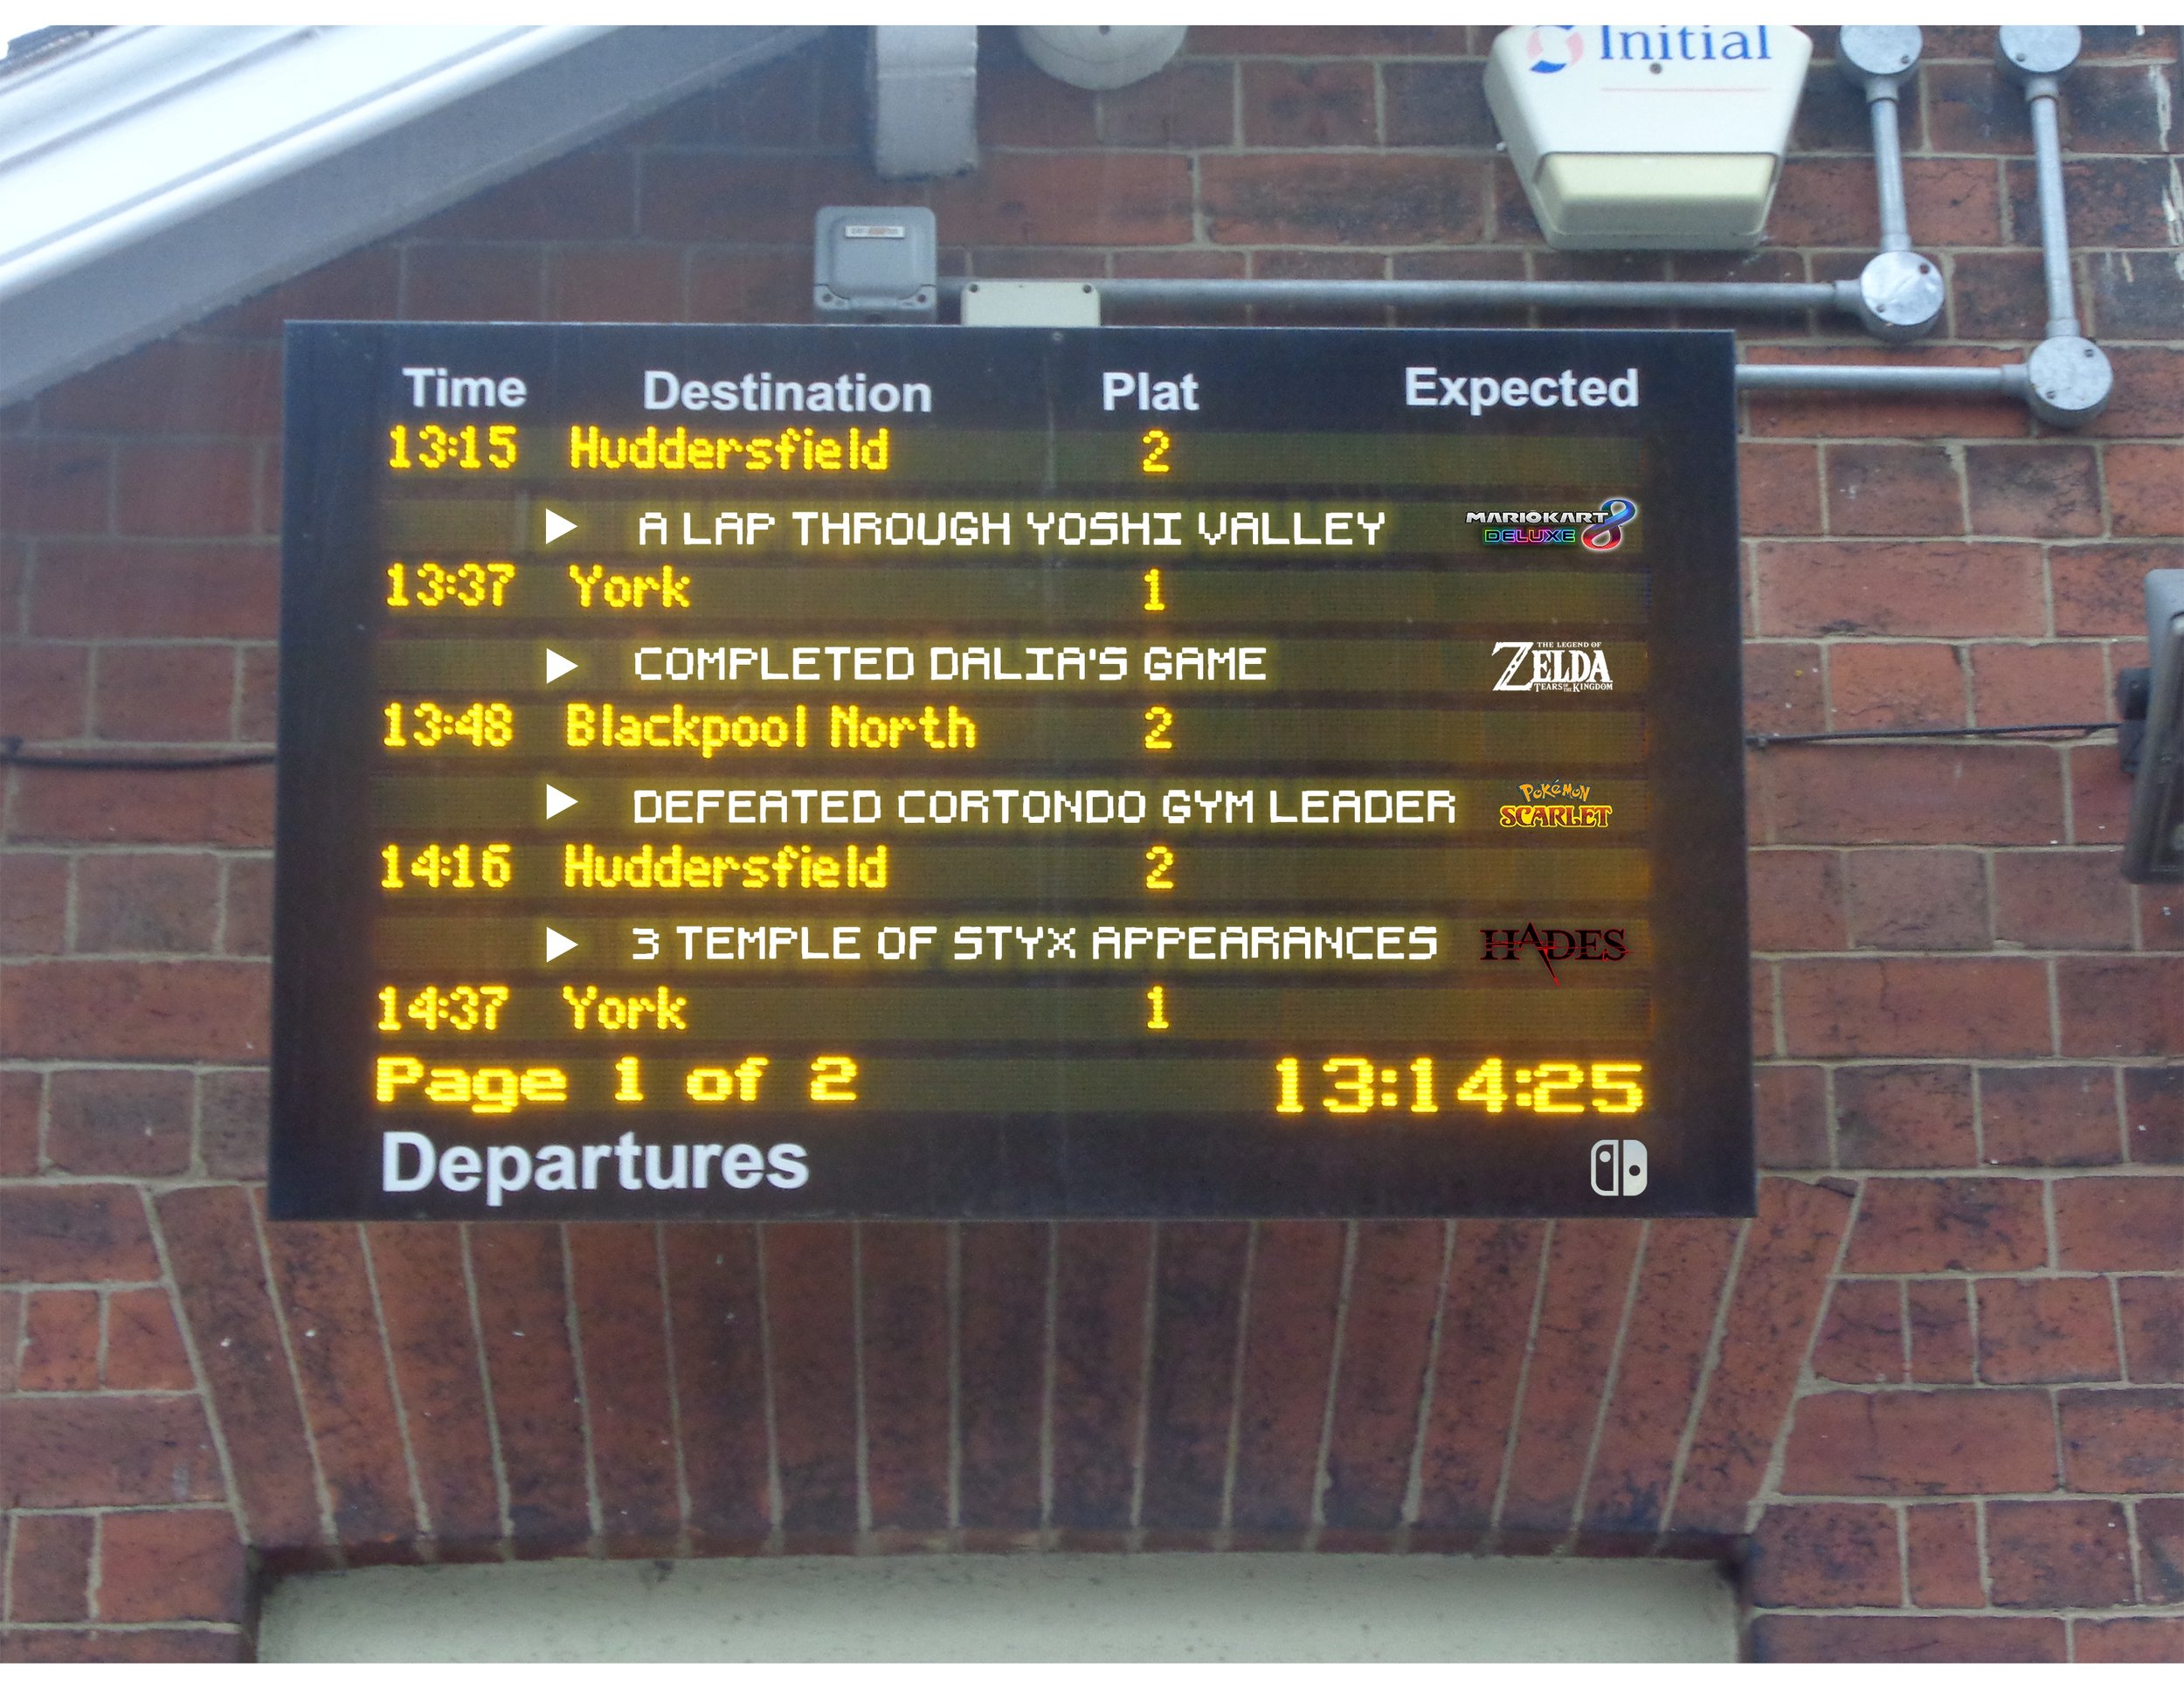 Initial
Time Destination Plat Expected
13:15 Huddersfield 2
A LAP THROUGH YOSHI VALLEY MARIOKART 8 DELUXE
13:37 York 1
COMPLETED DALIA'S GAME THE LEGEND OF ZELDA TEARS OF THE KINGDOM
13:48 Blackpool North 2
DEFEATED CORTONDO GYM LEADER POKéMON SCARLET
14:16 Huddersfield 2
3 TEMPLE OF STYX APPEARANCES HADES
14:37 York 1
Page 1 of 2 13:14:25
Departures